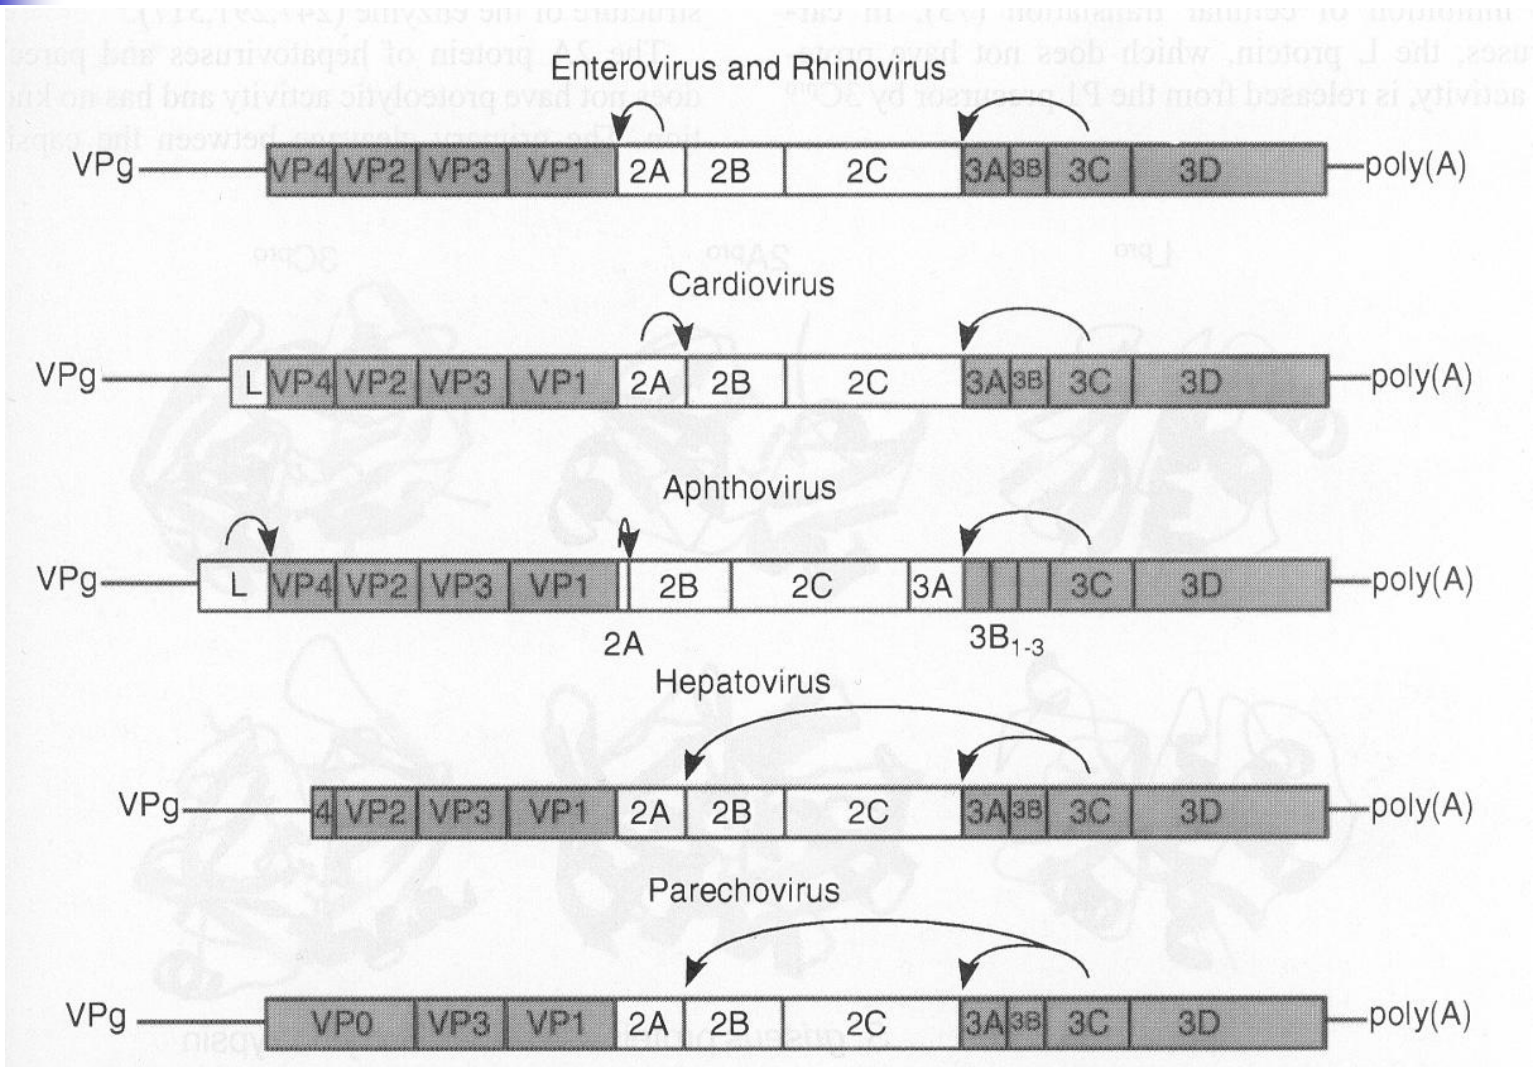 Enterovirus and Rhinovirus
VPg VP4 VP2 VP3 VP1 2A 2B 2C 3A 3B 3C 3D poly(A)
Cardiovirus
VPg L VP4 VP2 VP3 VP1 2A 2B 2C 3A 3B 3C 3D poly(A)
Aphthovirus
VPg L VP4 VP2 VP3 VP1 2B 2C 3A 3C 3D poly(A)
2A 3B1-3
Hepatovirus
VPg 4 VP2 VP3 VP1 2A 2B 2C 3A 3B 3C 3D poly(A)
Parechovirus
VPg VP0 VP3 VP1 2A 2B 2C 3A 3B 3C 3D poly(A)